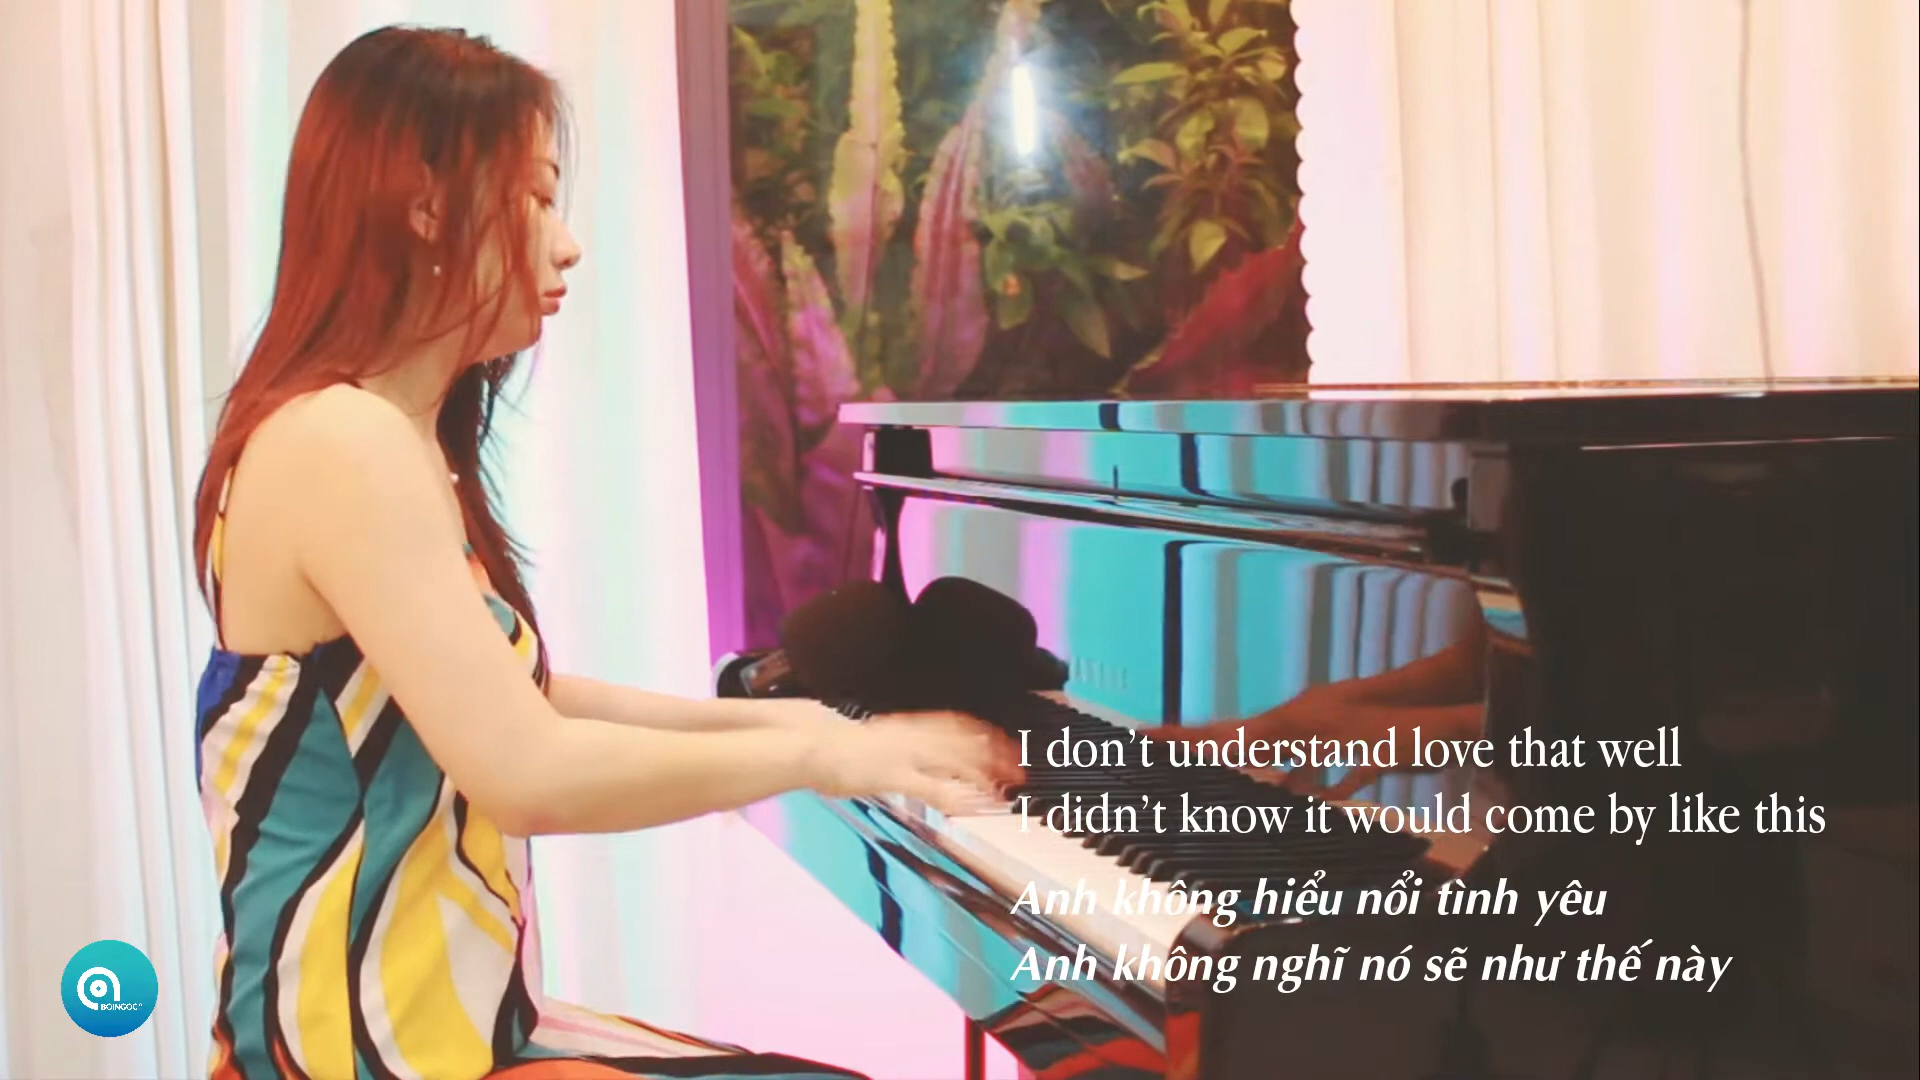 I don't understand love that well
I didn't know it would come by like this
Anh không hiểu nổi tình yêu
Anh không nghĩ nó sẽ như thế này
BOINGOC